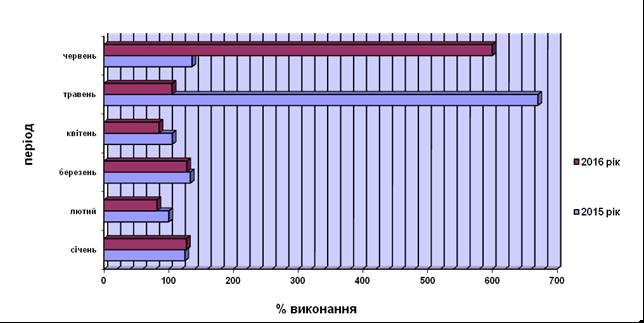 період
червень
травень
квітень
березень
лютий
січень
0 100 200 300 400 500 600 700
% виконання
2016 рік
2015 рік